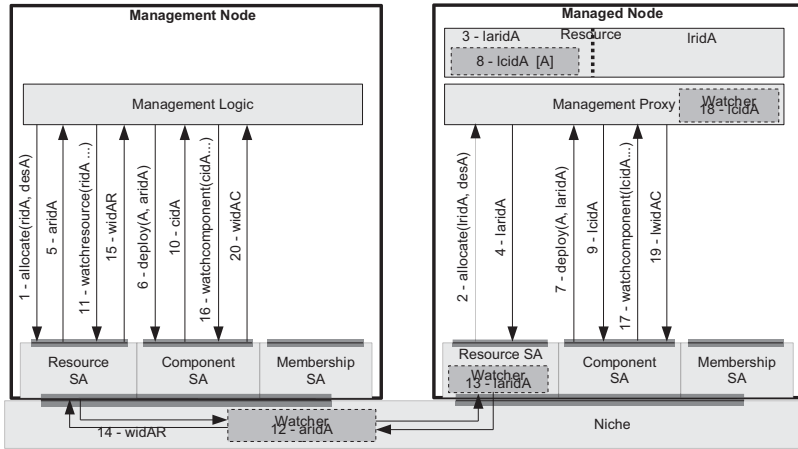 Management Node
Management Logic
1 - allocate(ridA, desA)
5 - aridA
11 - watchresource(ridA ...)
15 - widAR
6 - deploy(A, aridA)
10 - cidA
16 - watchcomponent(cidA...)
20 - widAC
Resource SA
Component SA
Membership SA
14 - widAR
Watcher
12 - aridA
Managed Node
3 - laridA
Resource
lridA
8 - lcidA [A]
Management Proxy
Watcher
18 - lcidA
2 - allocate(lridA, desA)
4 - laridA
7 - deploy(A, laridA)
9 - lcidA
17 - watchcomponent(lcidA...)
19 - lwidAC
Resource SA
Watcher
13 - laridA
Component SA
Membership SA
Niche